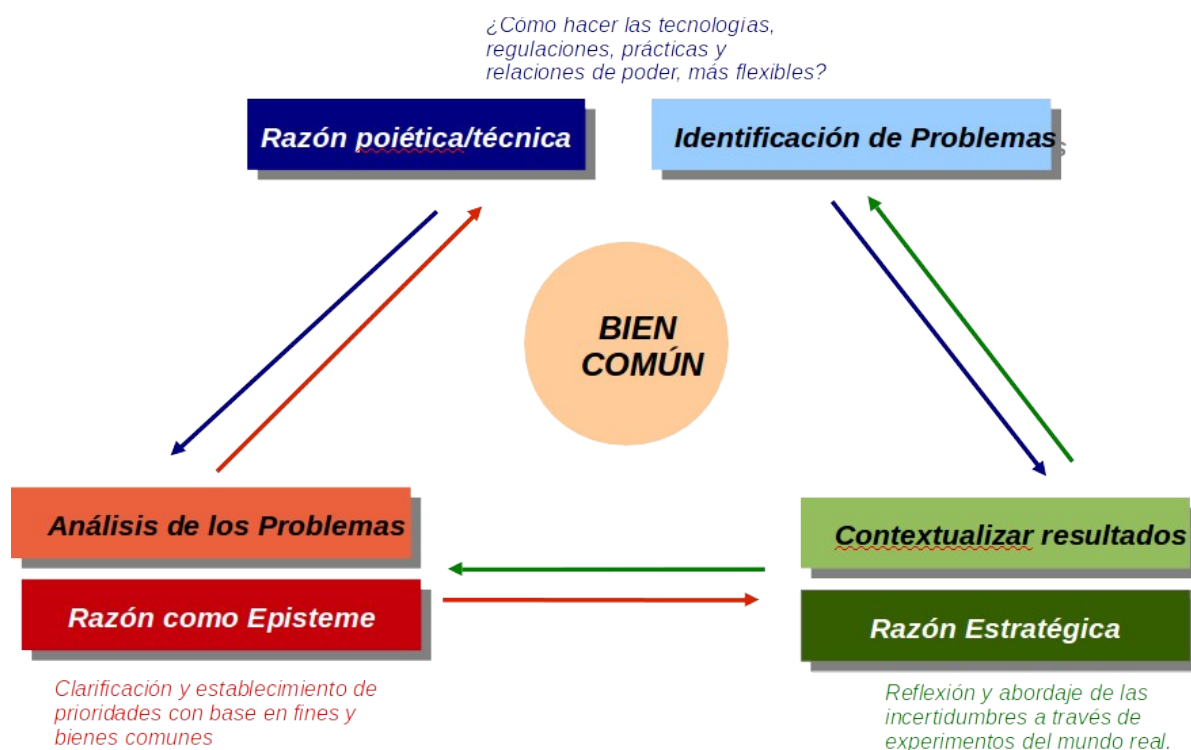 ¿Cómo hacer las tecnologías,
regulaciones, prácticas y
relaciones de poder, más flexibles?
Razón poiética/técnica
Identificación de Problemas
BIEN
COMÚN
Análisis de los Problemas
Contextualizar resultados
Razón como Episteme
Razón Estratégica
Clarificación y establecimiento de
prioridades con base en fines y
bienes comunes
Reflexión y abordaje de las
incertidumbres a través de
experimentos del mundo real.